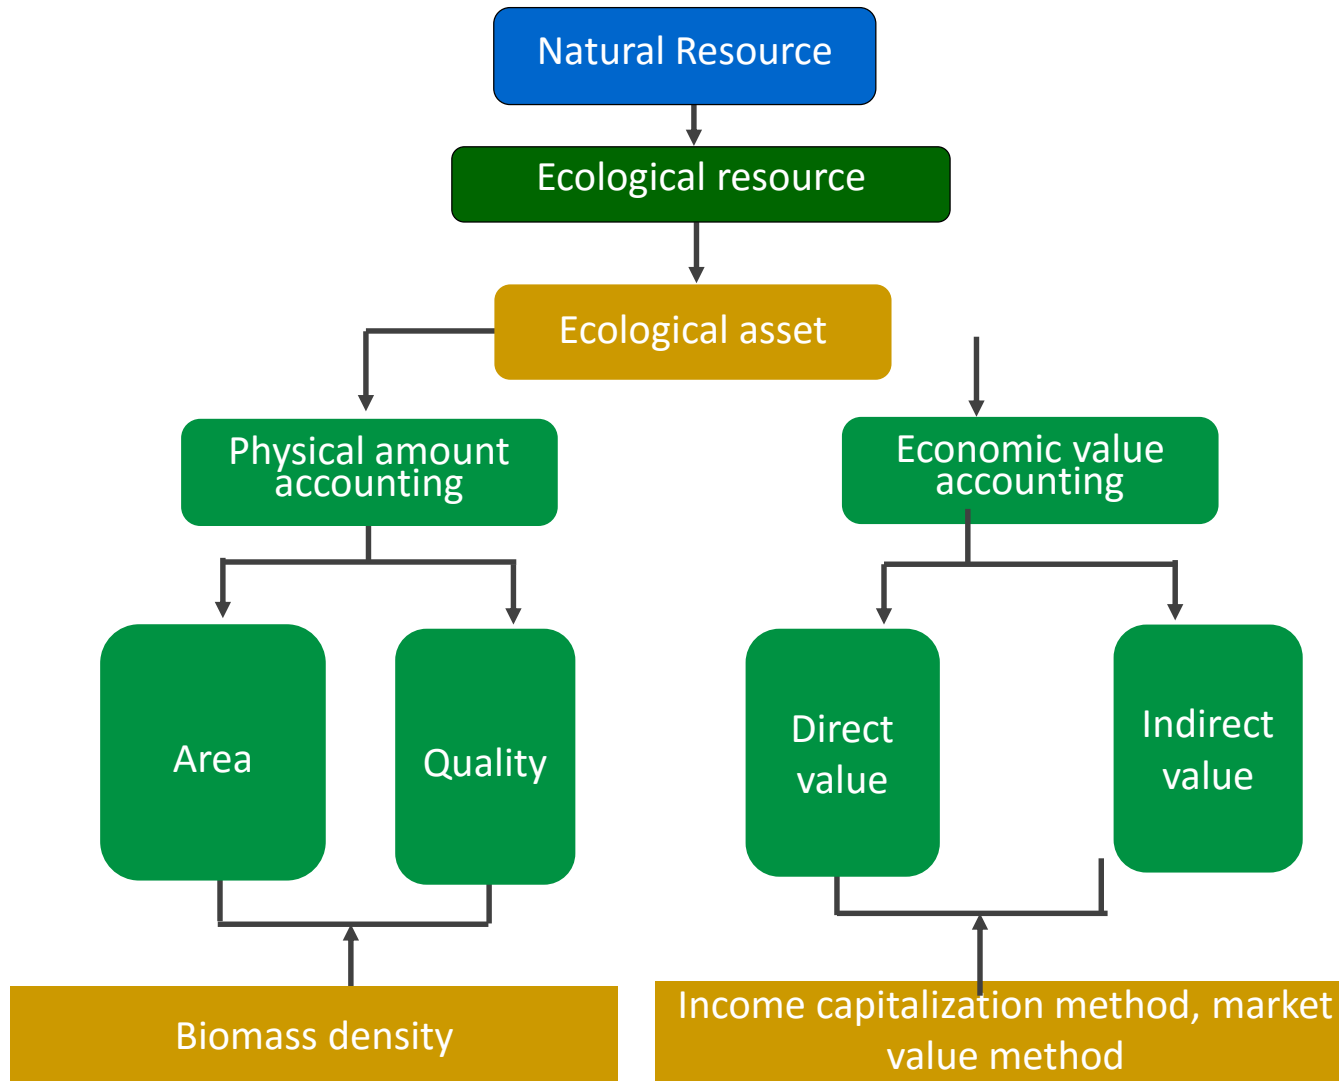 Natural Resource
Ecological resource
Ecological asset
Physical amount
accounting
Economic value
accounting
Area
Quality
Direct
value
Indirect
value
Biomass density
Income capitalization method, market
value method